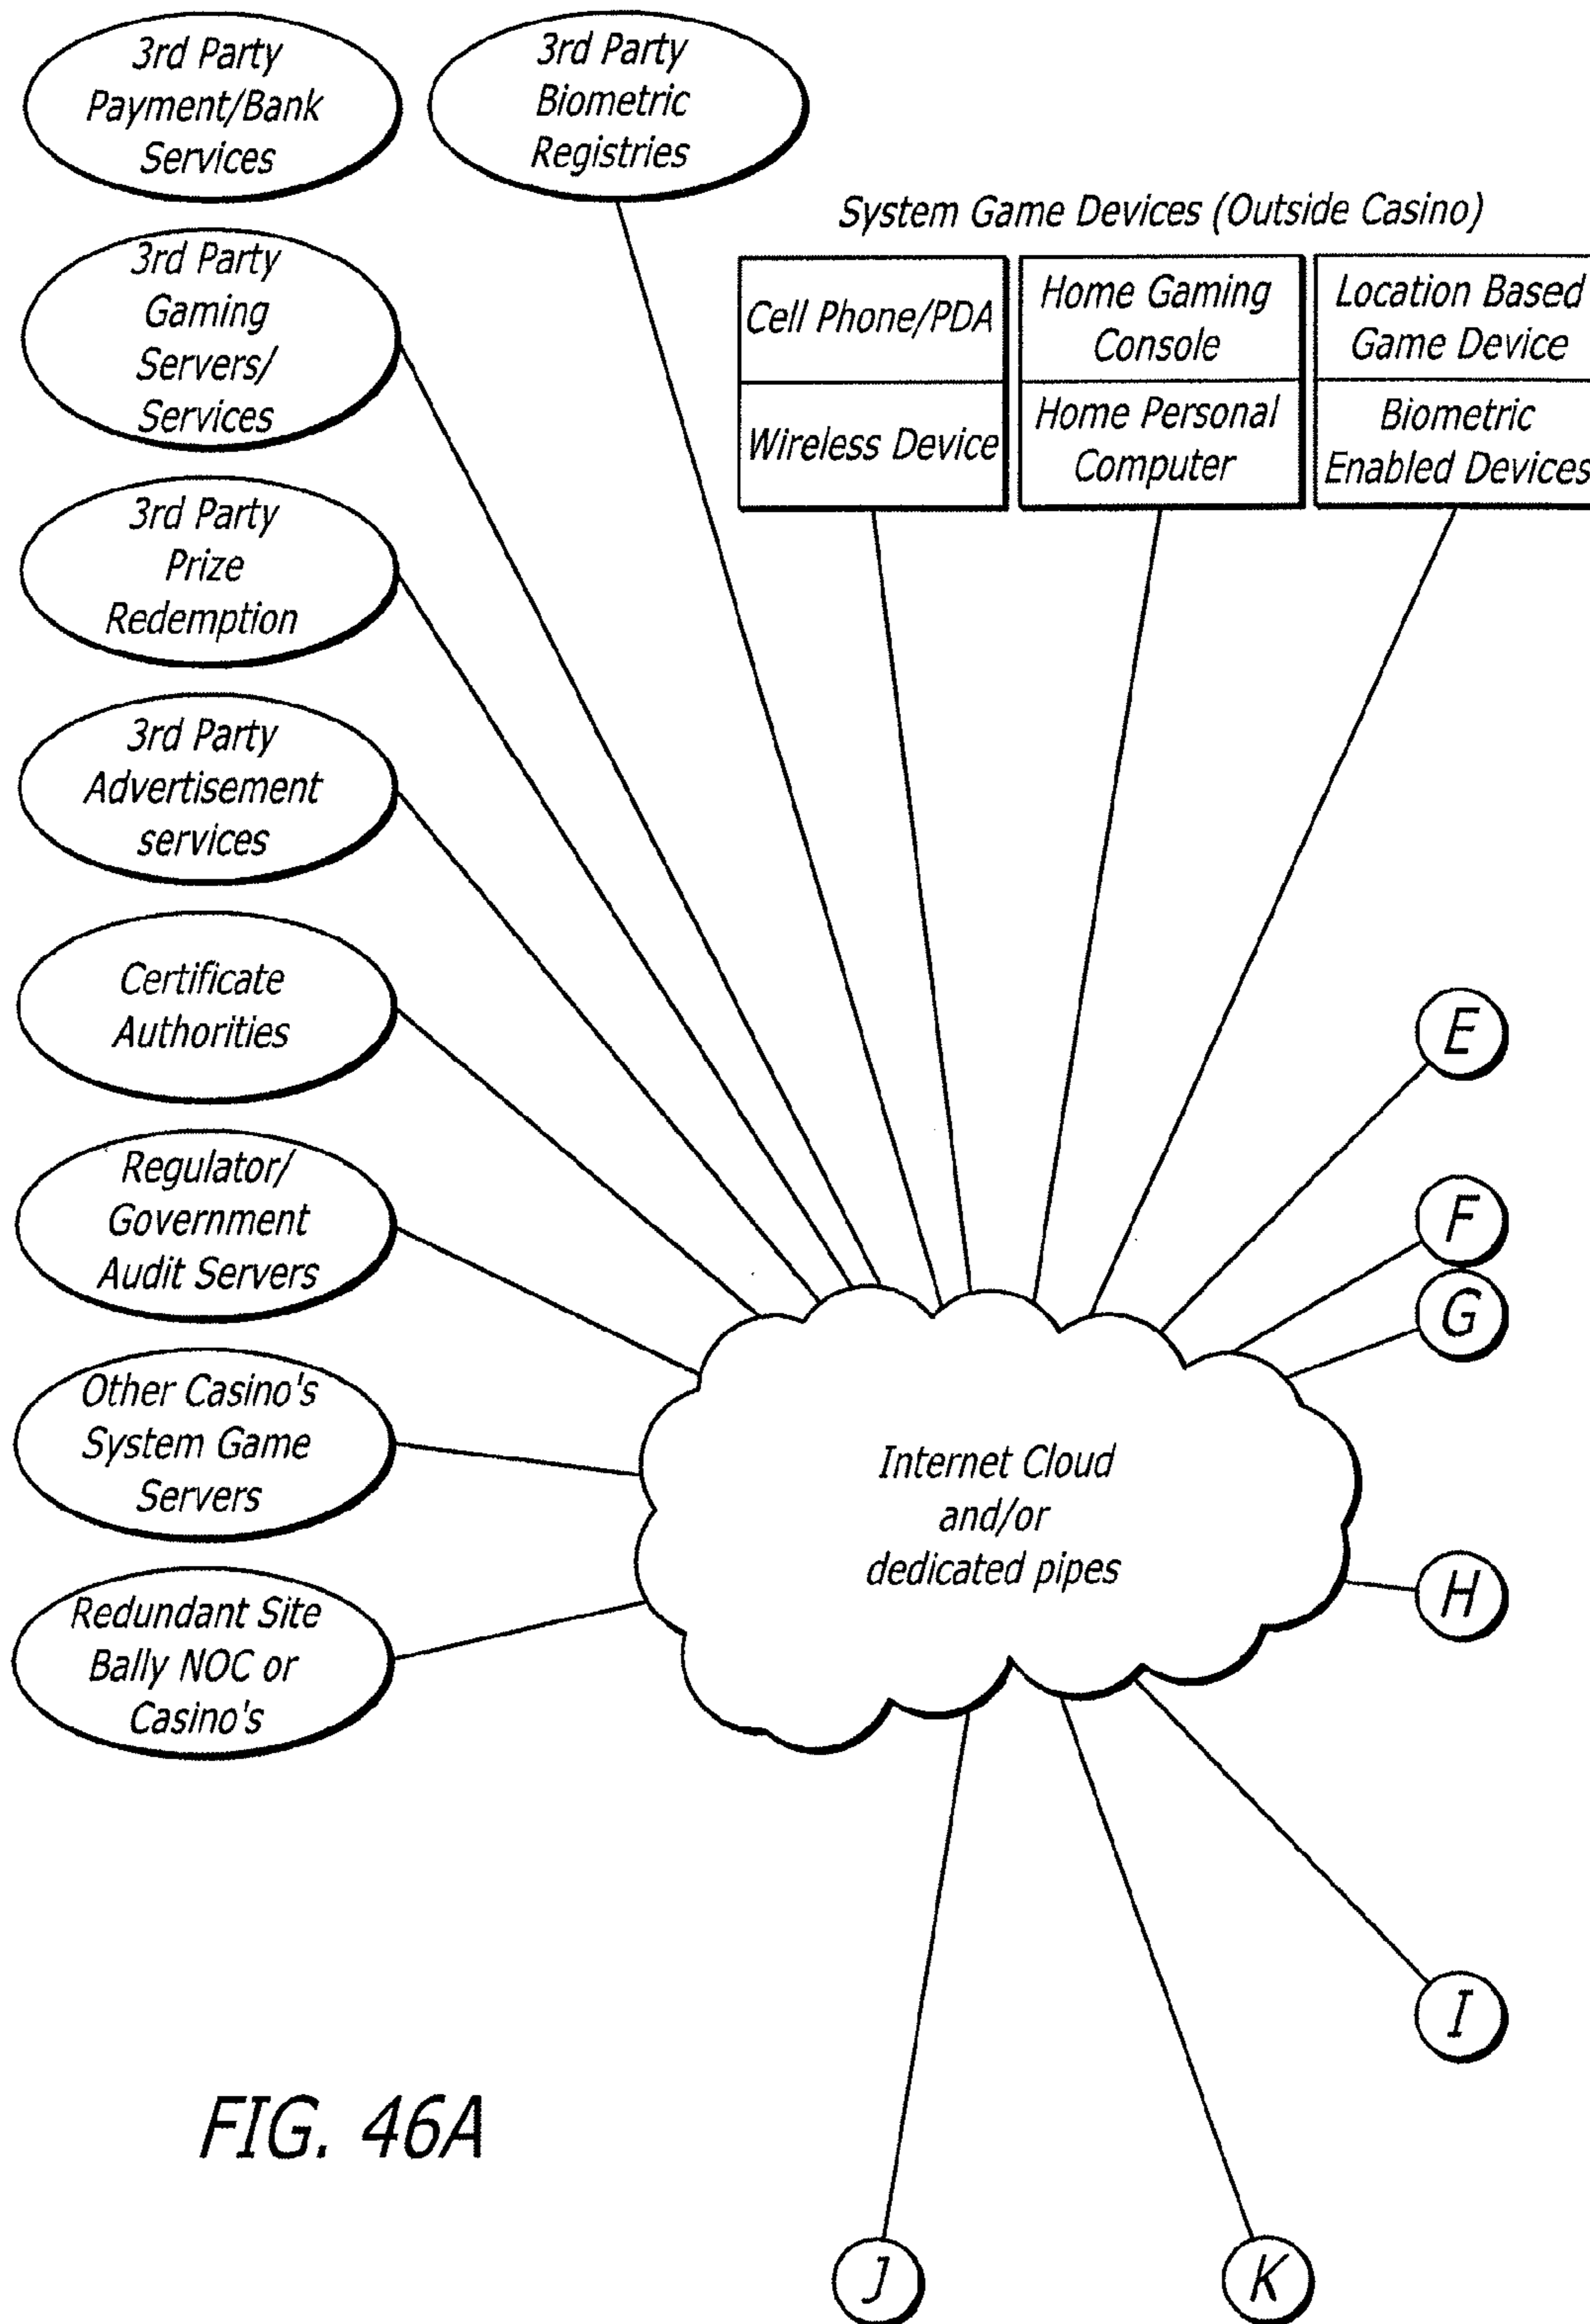 3rd Party
Payment/Bank
Services
3rd Party
Biometric
Registries
System Game Devices (Outside Casino)
3rd Party
Gaming
Servers/
Services
Cell Phone/PDA
Wireless Device
Home Gaming
Console
Home Personal
Computer
Location Based
Game Device
Biometric
Enabled Devices
3rd Party
Prize
Redemption
3rd Party
Advertisement
services
Certificate
Authorities
Regulator/
Government
Audit Servers
Other Casino's
System Game
Servers
Redundant Site
Bally NOC or
Casino's
Internet Cloud
and/or
dedicated pipes
E
F
G
H
I
J
K
FIG. 46A